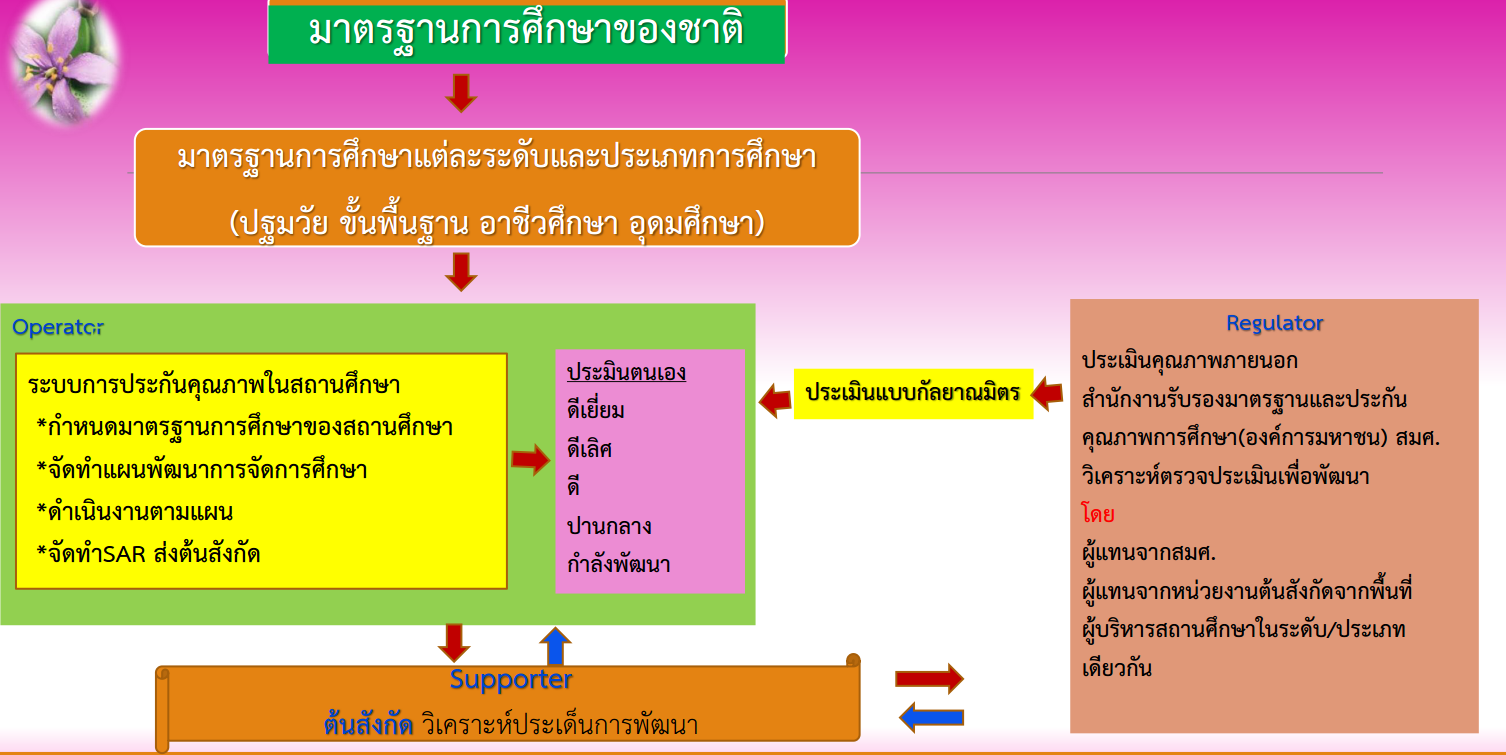 มาตรฐานการศึกษาของชาติ
มาตรฐานการศึกษาแต่ละระดับและประเภทการศึกษา
(ปฐมวัย ขั้นพื้นฐาน อาชีวศึกษา อุดมศึกษา)
Operator
ระบบการประกันคุณภาพในสถานศึกษา
*กำหนดมาตรฐานการศึกษาของสถานศึกษา
*จัดทำแผนพัฒนาการจัดการศึกษา
*ดำเนินงานตามแผน
*จัดทำSAR ส่งต้นสังกัด
ประมินตนเอง
ดีเยี่ยม
ดีเลิศ
ดี
ปานกลาง
กำลังพัฒนา
ประเมินแบบกัลยาณมิตร
Regulator
ประเมินคุณภาพภายนอก
สำนักงานรับรองมาตรฐานและประกัน
คุณภาพการศึกษา(องค์การมหาชน) สมศ.
วิเคราะห์ตรวจประเมินเพื่อพัฒนา
โดย
ผู้แทนจากสมศ.
ผู้แทนจากหน่วยงานต้นสังกัดจากพื้นที่
ผู้บริหารสถานศึกษาในระดับ/ประเภท
เดียวกัน
Supporter
ต้นสังกัด วิเคราะห์ประเด็นการพัฒนา